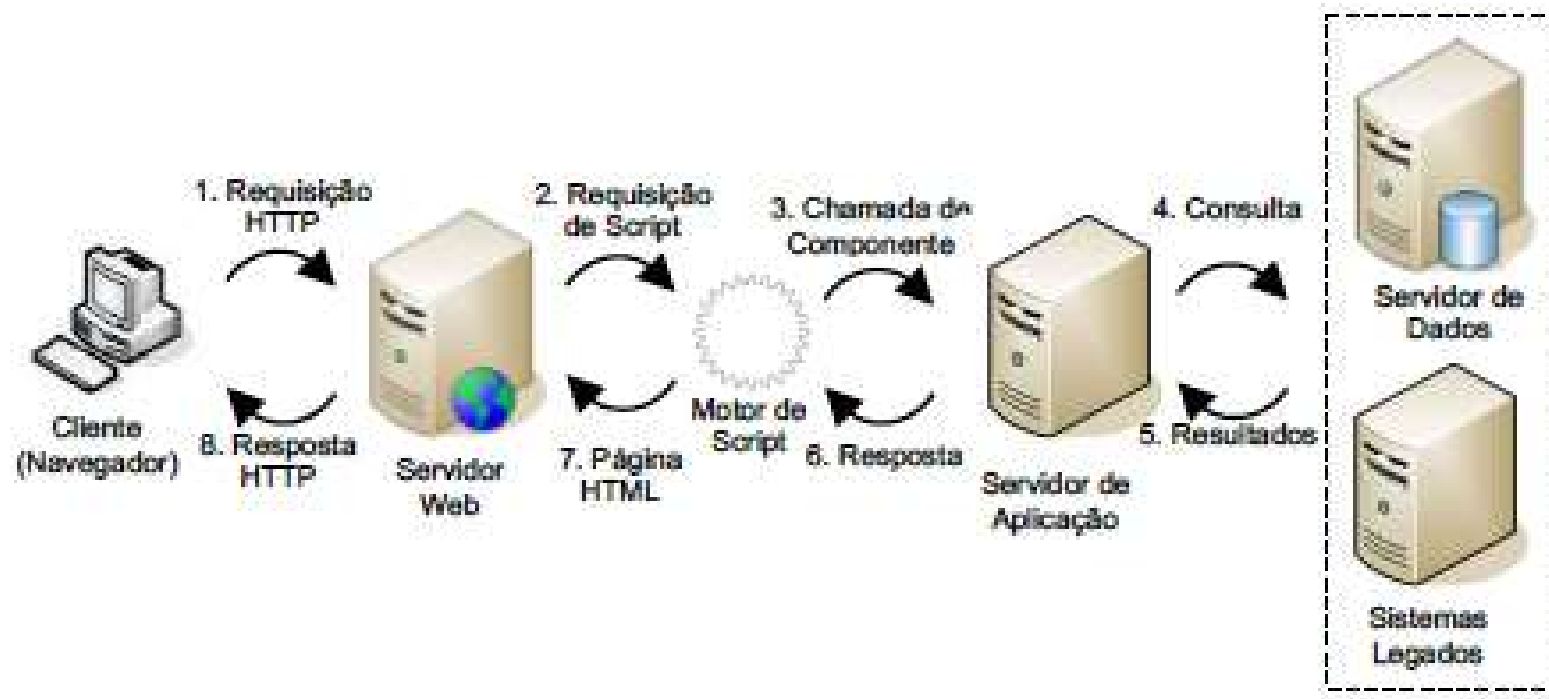 1. Requisição
HTTP
2. Requisição
de Script
3. Chamada de
Componente
4. Consulta
Servidor de
Dados
Cliente
(Navegador)
8. Resposta
HTTP
Servidor
Web
7. Página
HTML
Motor de
Script
6. Resposta
Servidor de
Aplicação
5. Resultados
Sistemas
Legados